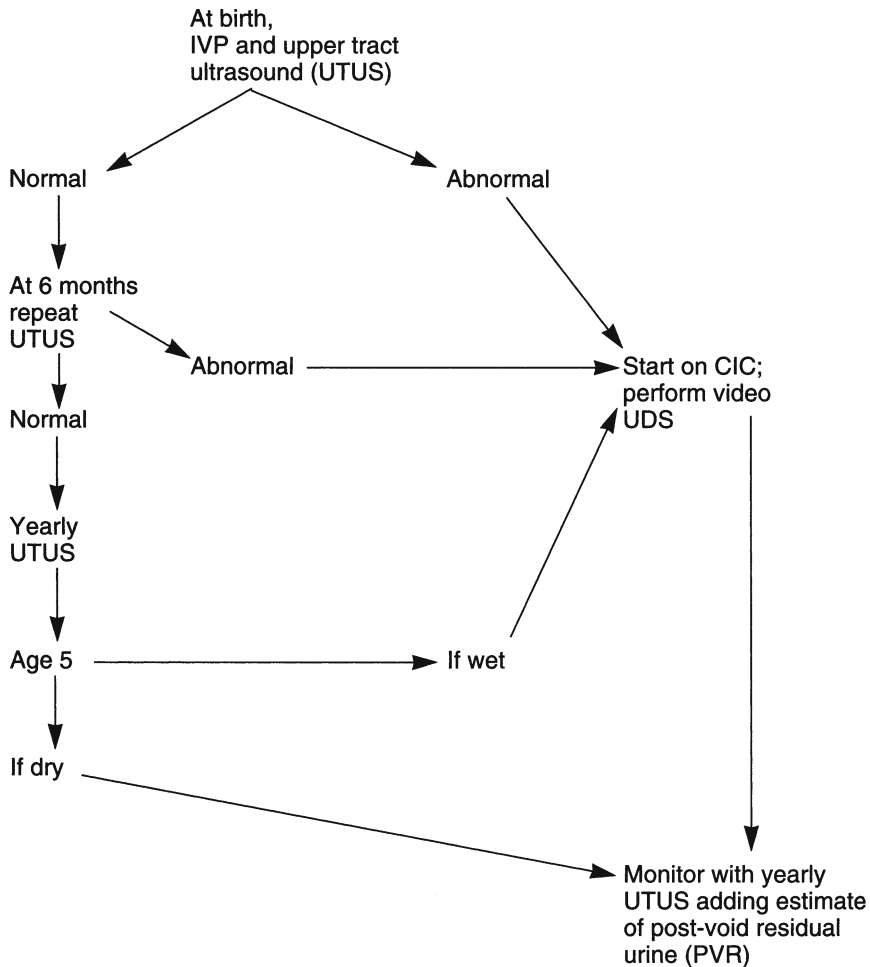 At birth,
IVP and upper tract
ultrasound (UTUS)
Normal
Abnormal
At 6 months
repeat
UTUS
Abnormal
Start on CIC;
perform video
UDS
Normal
Yearly
UTUS
Age 5
If wet
If dry
Monitor with yearly
UTUS adding estimate
of post-void residual
urine (PVR)